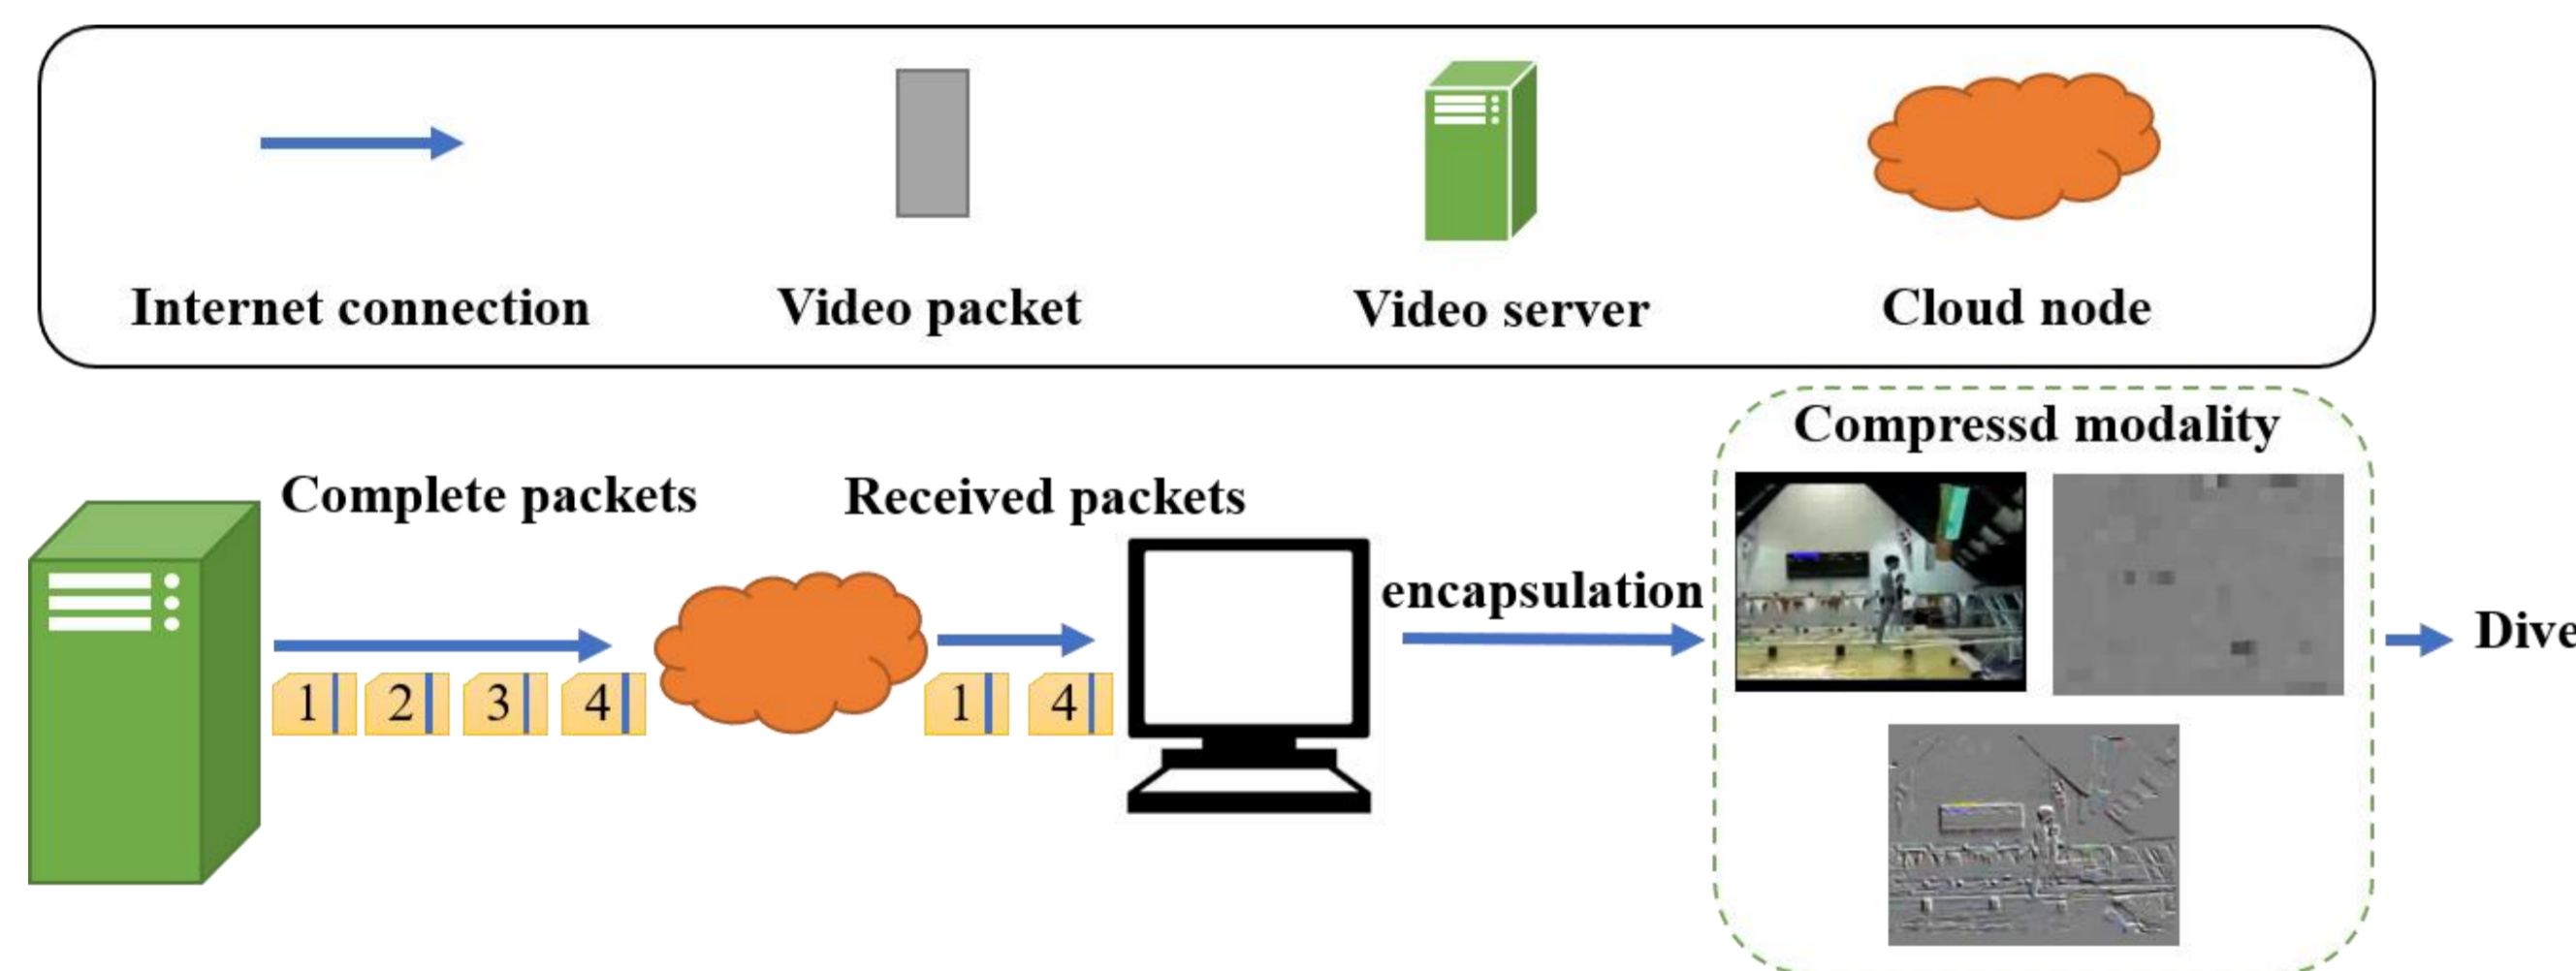 Internet connection
Video packet
Video server
Cloud node
Compressd modality
Complete packets
Received packets
encapsulation
1 2 3 4
1 4
Dive